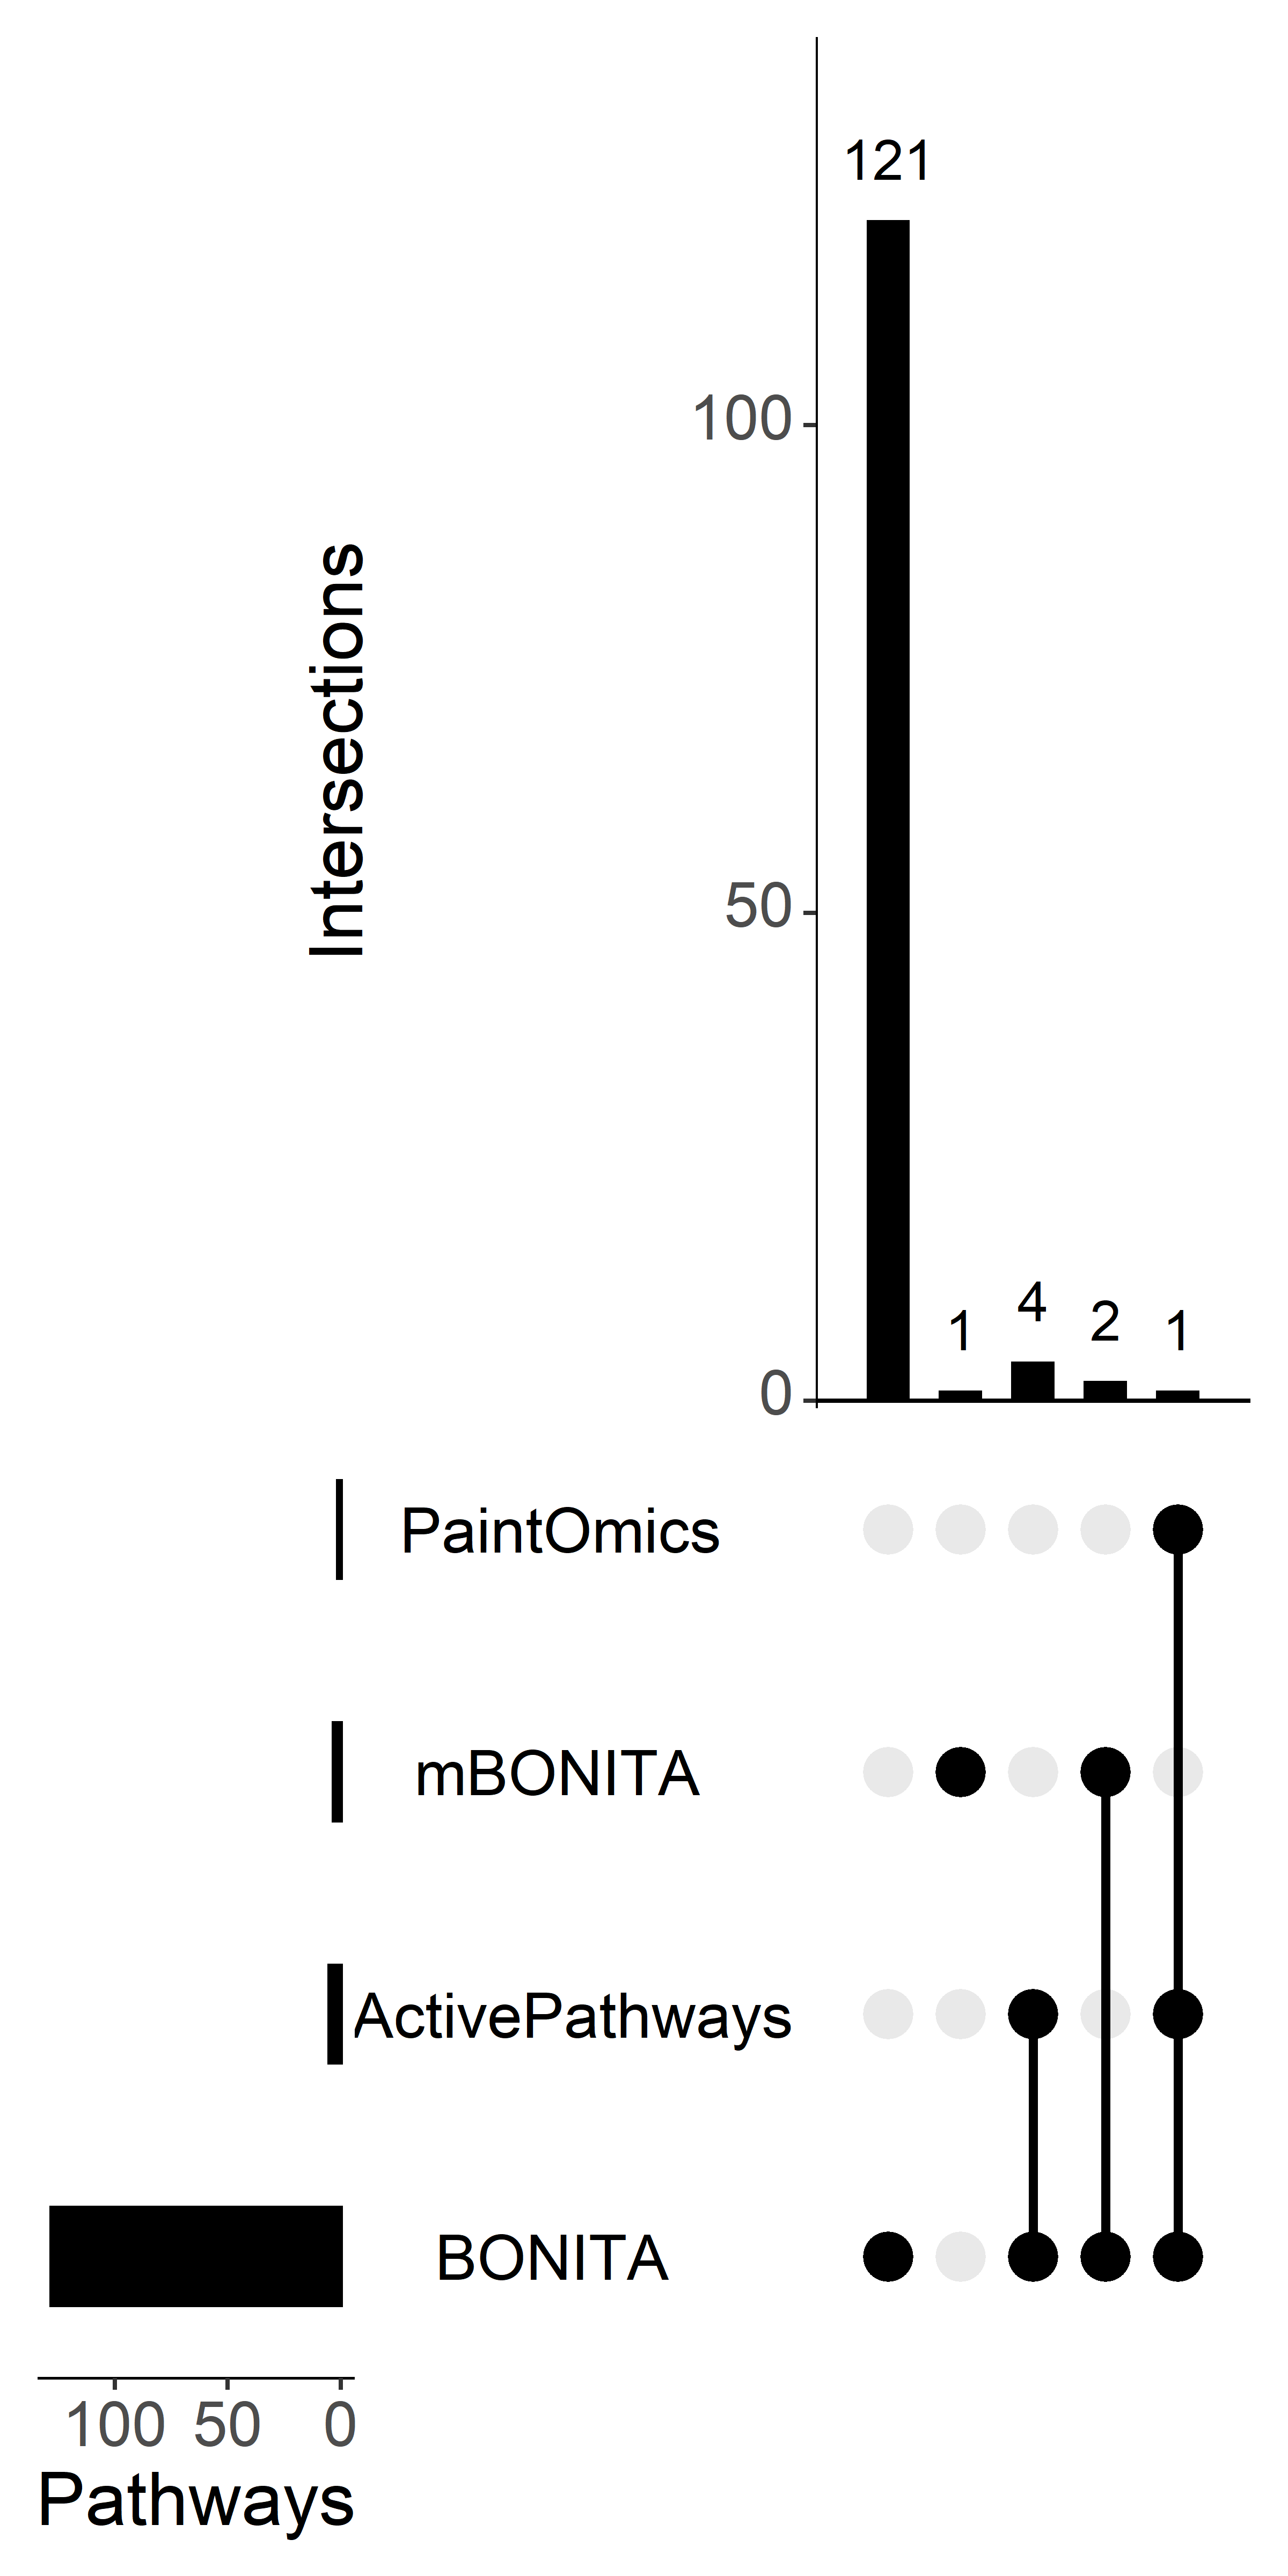 121
100
Intersections
50
4
2
1
1
0
PaintOmics
mBONITA
ActivePathways
BONITA
100 50 0
Pathways